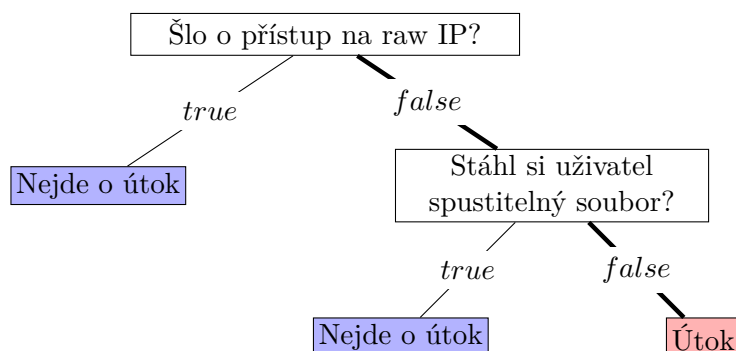 Šlo o přístup na raw IP?
true
false
Nejde o útok
Stáhl si uživatel
spustitelný soubor?
true
false
Nejde o útok
Útok